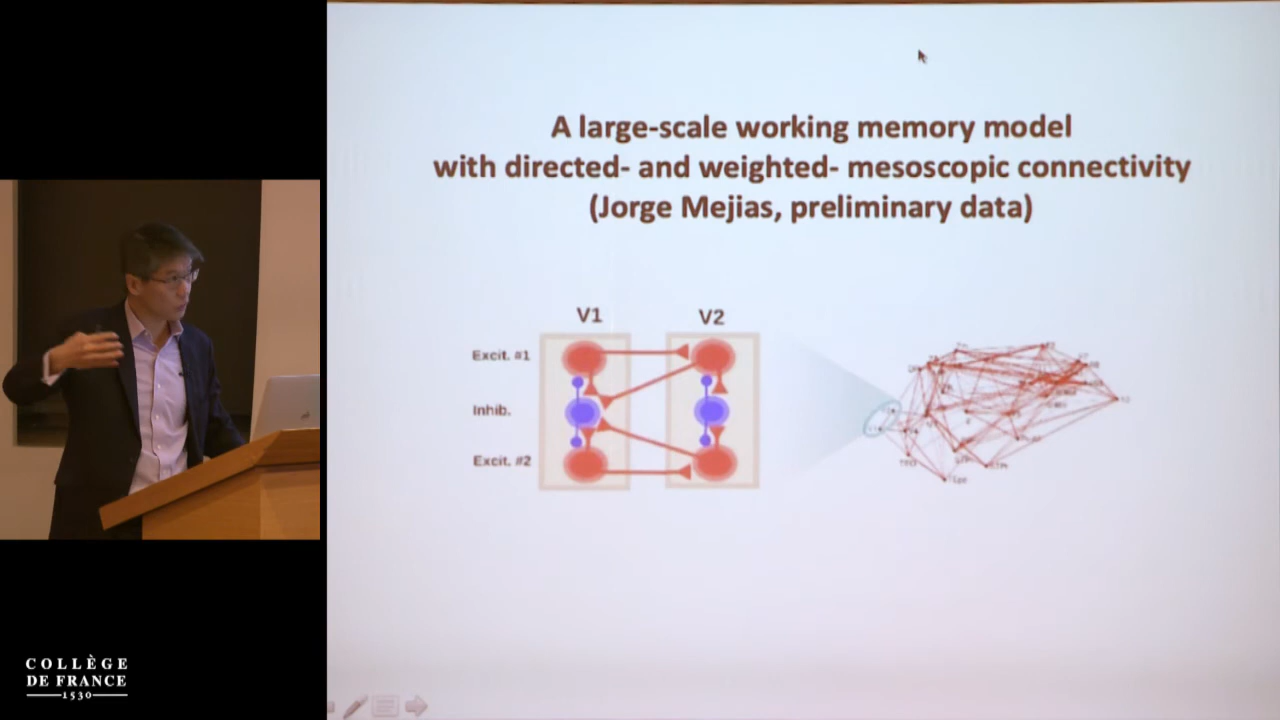 A large-scale working memory model
with directed- and weighted- mesoscopic connectivity
(Jorge Mejias, preliminary data)
V1 V2
Excit. #1
Inhib.
Excit. #2
COLLÈGE
DE FRANCE
1530